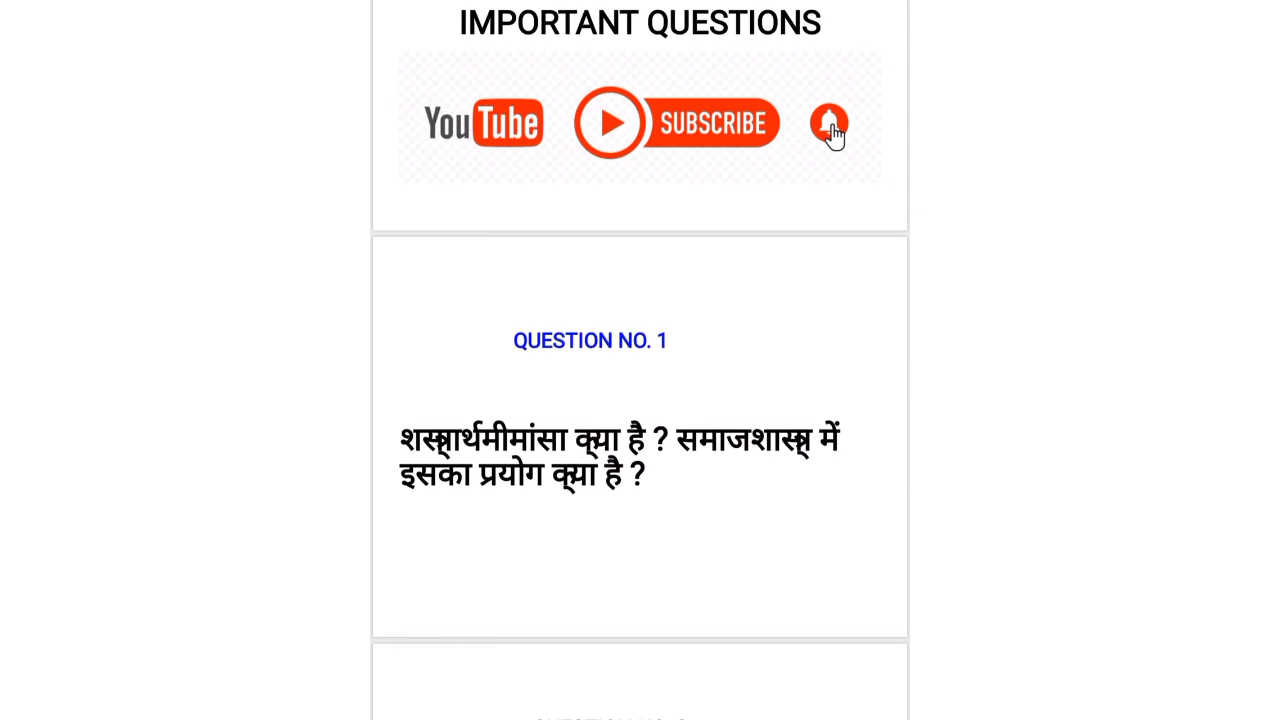 IMPORTANT QUESTIONS
YouTube SUBSCRIBE
QUESTION NO. 1
शस्त्रार्थमीमांसा क्या है ? समाजशास्त्र में
इसका प्रयोग क्या है ?